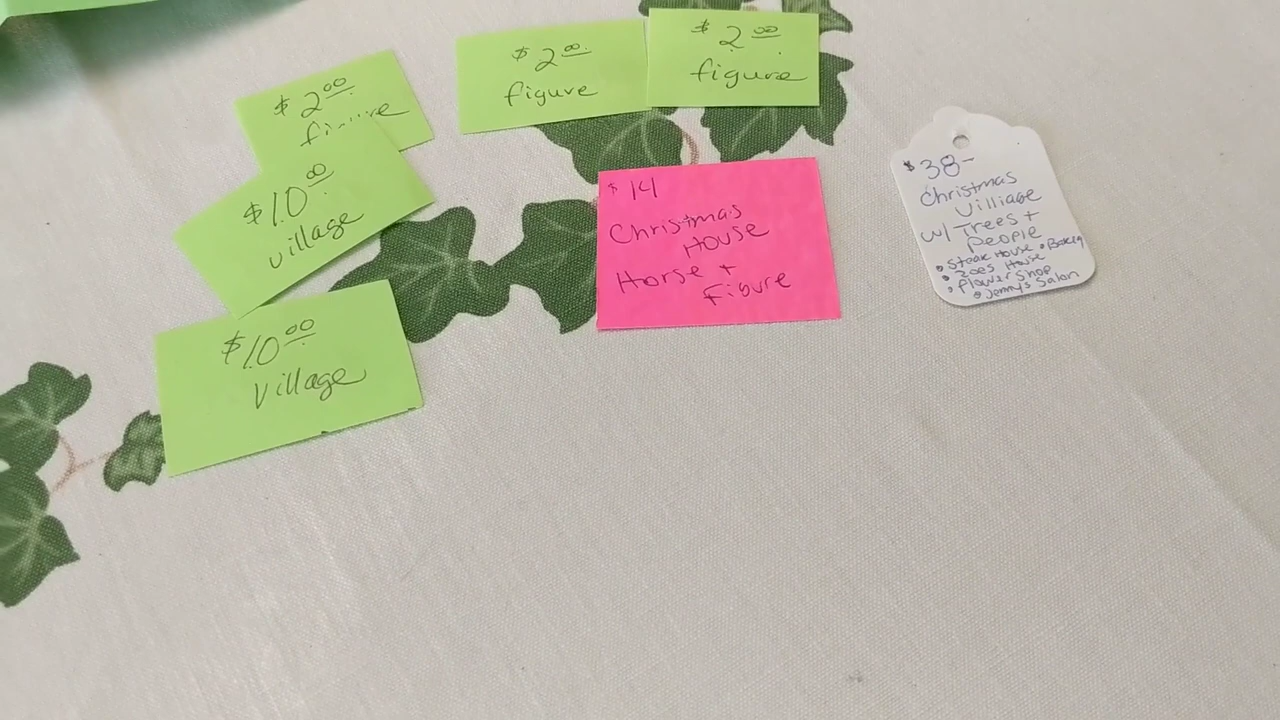 $ 2.00
figure
$ 2.00
figure
$ 2.00
figure
$10.00
village
$10.00
village
$ 14
Christmas
House
Horse +
Figure
$38-
Christmas
Villiage
w/ Trees +
People
• Steak House • Bakery
• Zoes House
• Flower Shop
• Jenny's Salon